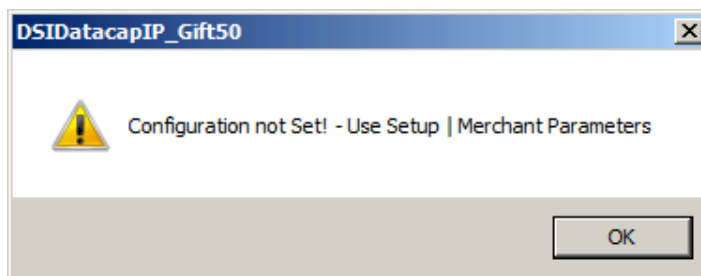 DSIDatacapIP_Gift50
Configuration not Set! - Use Setup | Merchant Parameters
OK